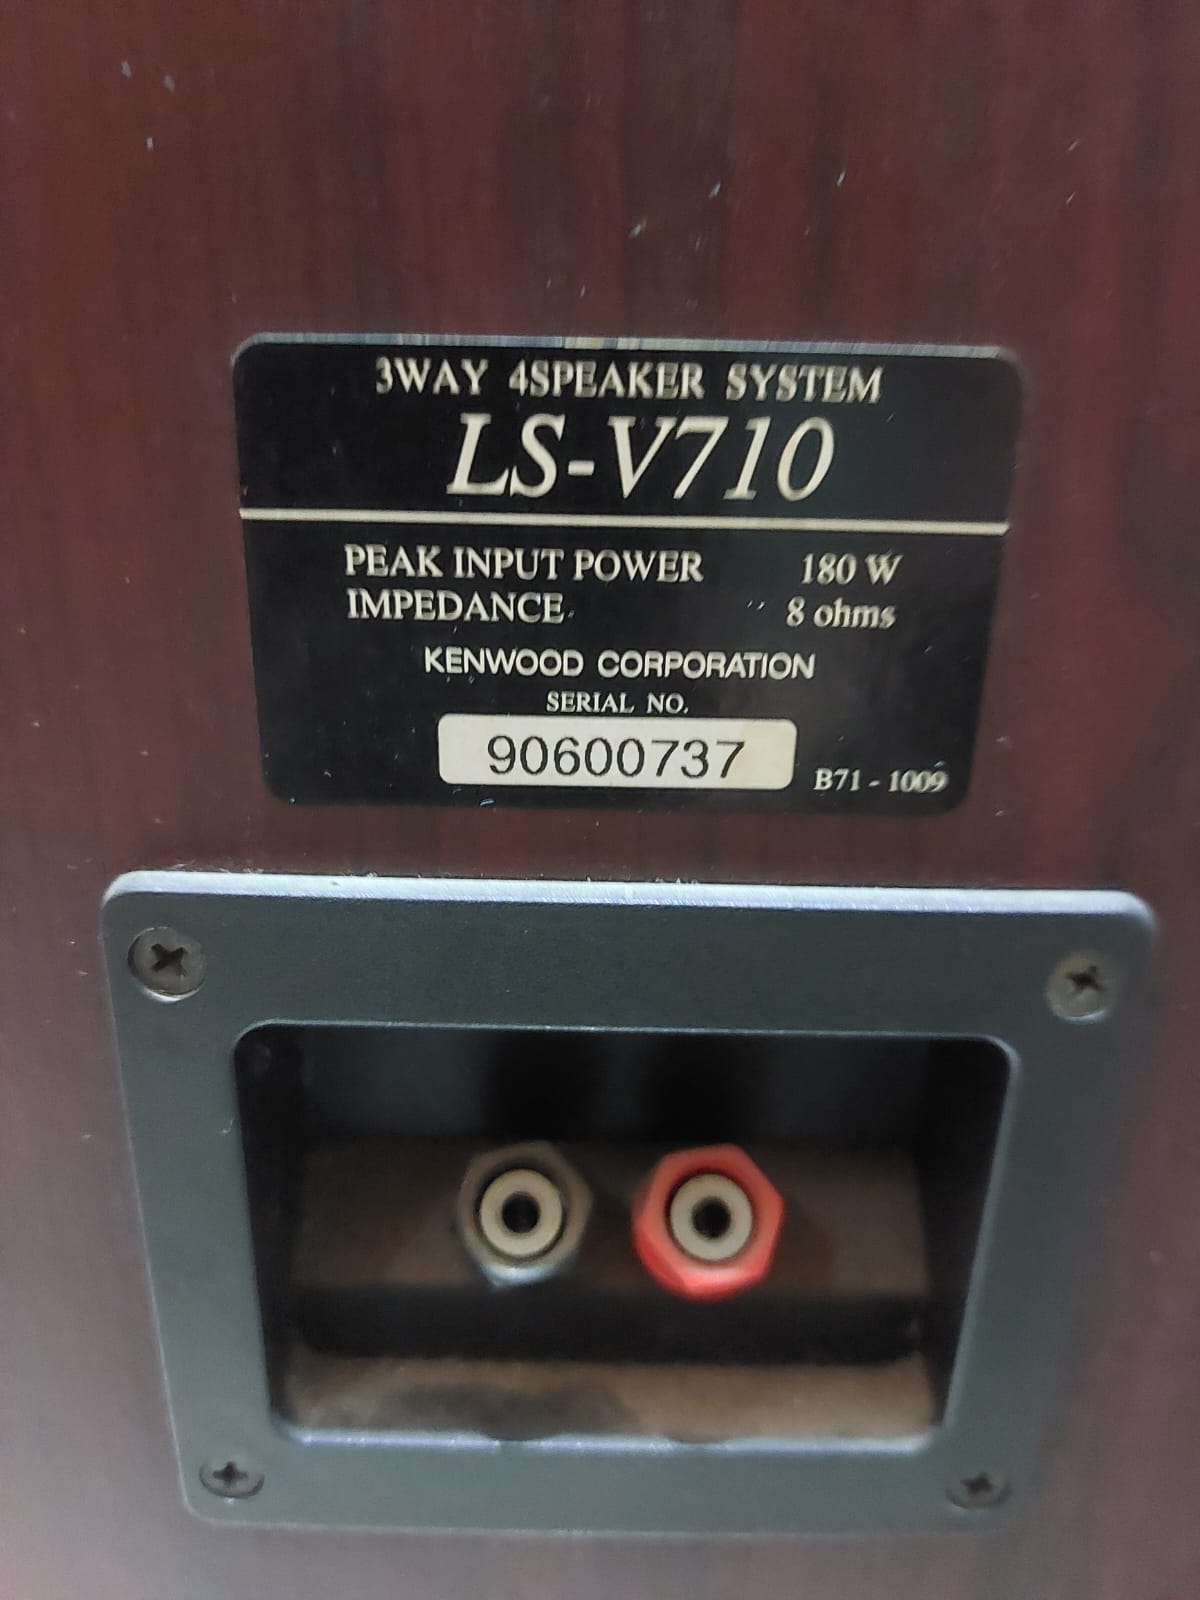 3WAY 4SPEAKER SYSTEM
LS-V710
PEAK INPUT POWER 180 W
IMPEDANCE 8 ohms
KENWOOD CORPORATION
SERIAL NO.
90600737
B71-1009